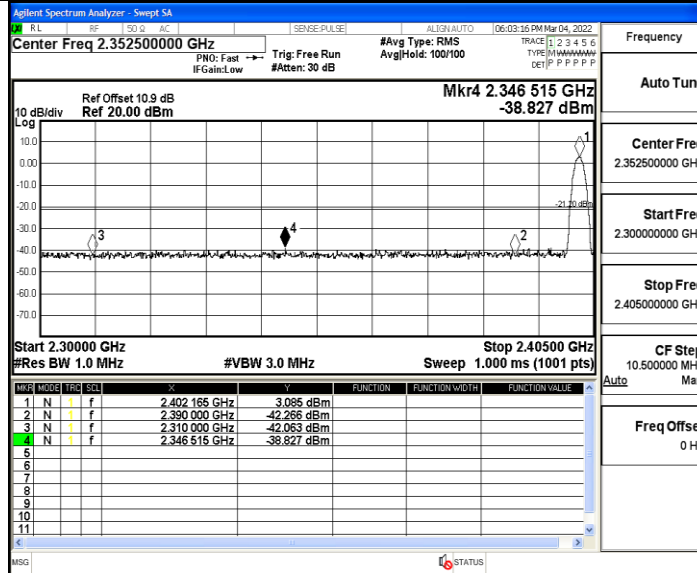 Agilent Spectrum Analyzer - Swept SA
RL RF 50 Ω AC SENSE:PULSE ALIGN AUTO 06:03:16 PM Mar 04, 2022
Center Freq 2.352500000 GHz
PNO: Fast
IFGain:Low
Trig: Free Run
#Atten: 30 dB
#Avg Type: RMS
Avg|Hold: 100/100
TRACE 1 2 3 4 5 6
TYPE MWWWWW
DET P P P P P P
Ref Offset 10.9 dB
10 dB/div Ref 20.00 dBm
Log
Mkr4 2.346 515 GHz
-38.827 dBm
10.0
0.00
-10.0
-20.0
-30.0
-40.0
-50.0
-60.0
-70.0
1
-21.20 dBm
3
4
2
Start 2.30000 GHz Stop 2.40500 GHz
#Res BW 1.0 MHz #VBW 3.0 MHz Sweep 1.000 ms (1001 pts)
MKR MODE TRC SCL X Y FUNCTION FUNCTION WIDTH FUNCTION VALUE
1 N 1 f 2.402 165 GHz 3.085 dBm
2 N 1 f 2.390 000 GHz -42.266 dBm
3 N 1 f 2.310 000 GHz -42.063 dBm
4 N 1 f 2.346 515 GHz -38.827 dBm
5
6
7
8
9
10
11
MSG STATUS
Frequency
Auto Tun
Center Fre
2.352500000 GH
Start Fre
2.300000000 GH
Stop Fre
2.405000000 GH
CF Step
10.500000 MH
Auto Ma
Freq Offse
0 H